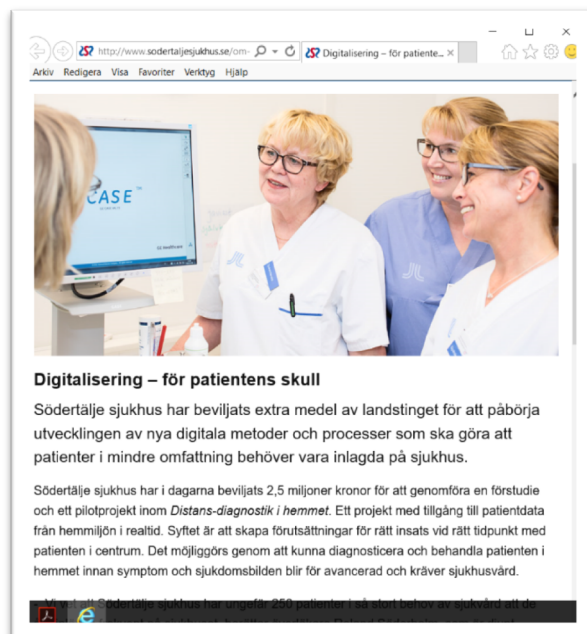 http://www.sodertaljesjukhus.se/om-
Digitalisering – för patiente...
Arkiv Redigera Visa Favoriter Verktyg Hjälp
CASE™
GE Healthcare
Digitalisering – för patientens skull
Södertälje sjukhus har beviljats extra medel av landstinget för att påbörja
utvecklingen av nya digitala metoder och processer som ska göra att
patienter i mindre omfattning behöver vara inlagda på sjukhus.
Södertälje sjukhus har i dagarna beviljats 2,5 miljoner kronor för att genomföra en förstudie
och ett pilotprojekt inom Distans-diagnostik i hemmet. Ett projekt med tillgång till patientdata
från hemmiljön i realtid. Syftet är att skapa förutsättningar för rätt insats vid rätt tidpunkt med
patienten i centrum. Det möjliggörs genom att kunna diagnosticera och behandla patienten i
hemmet innan symptom och sjukdomsbilden blir för avancerad och kräver sjukhusvård.
– Vi vet att Södertälje sjukhus har ungefär 250 patienter i så stort behov av sjukvård att de